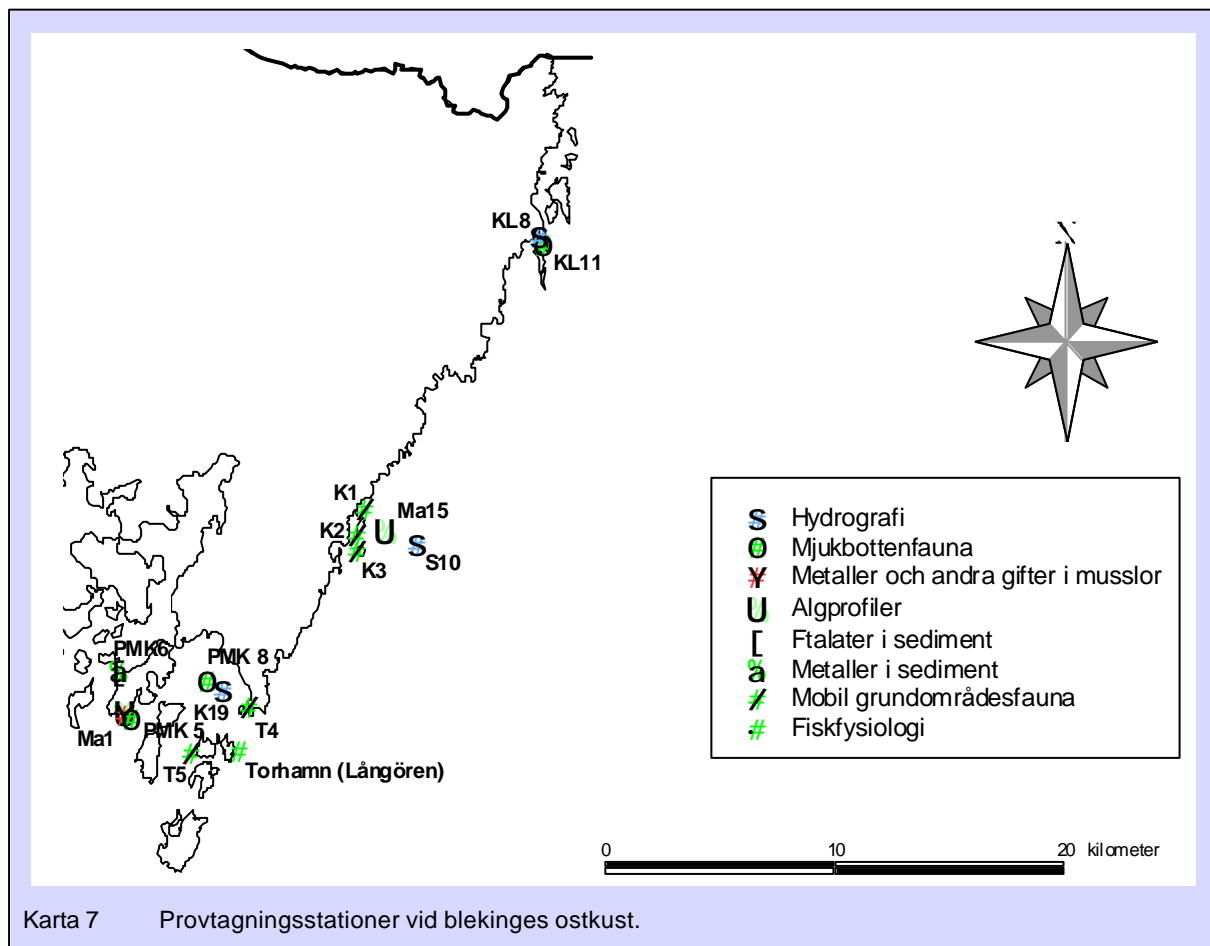 N
KL8
S
O
KL11
K1
Ma15
K2
U
S
S10
K3
PMK6
PMK 8
a
[
O
S
K19
T4
Ma1
PMK 5
T5
Torhamn (Långören)
S Hydrografi
O Mjukbottenfauna
Y Metaller och andra gifter i musslor
U Algprofiler
[ Ftalater i sediment
a Metaller i sediment
/ Mobil grundområdesfauna
# Fiskfysiologi
0 10 20 kilometer
Karta 7 Provtagningsstationer vid blekinges ostkust.